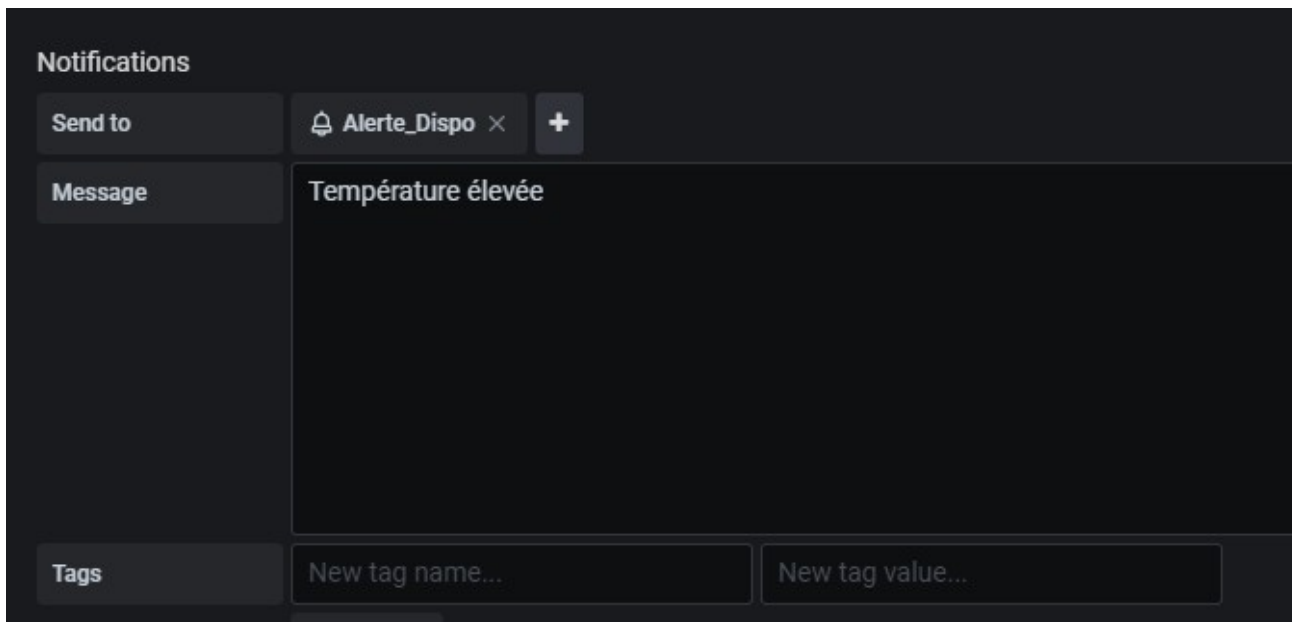 Notifications
Send to Alerte_Dispo
Message Température élevée
Tags New tag name... New tag value...